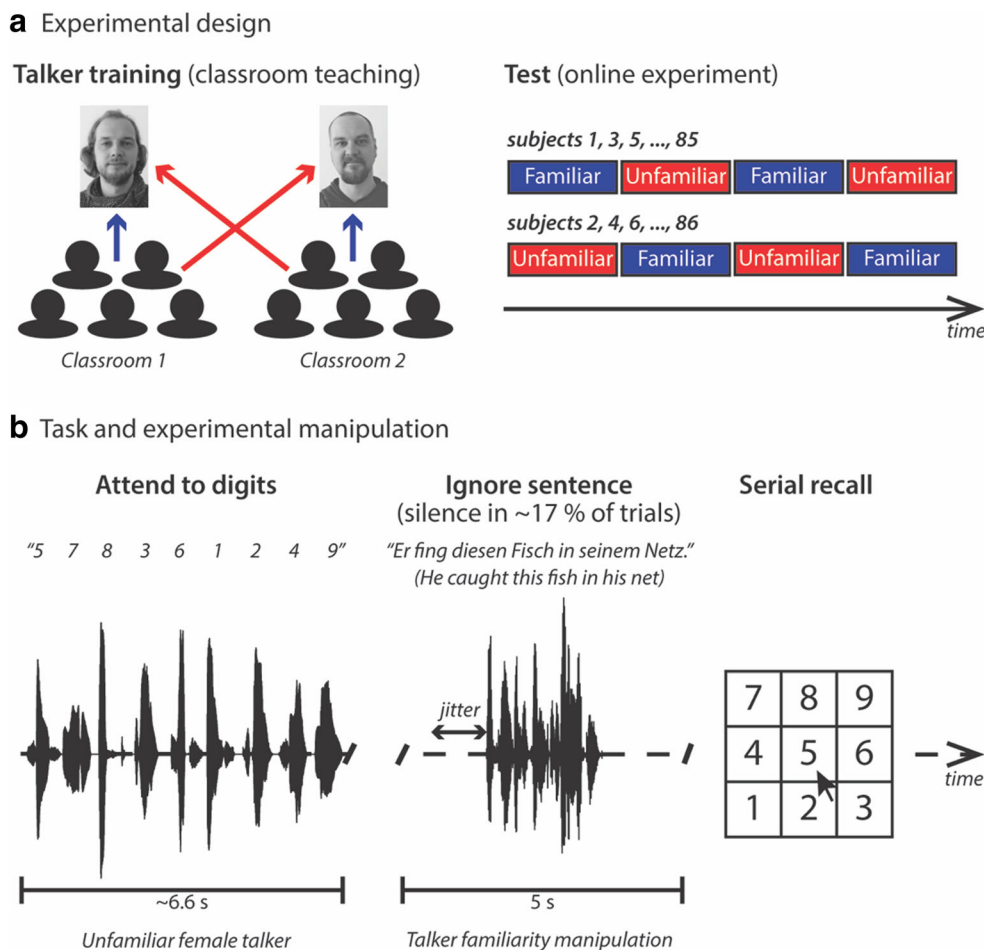 a Experimental design
Talker training (classroom teaching)
Test (online experiment)
subjects 1, 3, 5, ..., 85
Familiar Unfamiliar Familiar Unfamiliar
subjects 2, 4, 6, ..., 86
Unfamiliar Familiar Unfamiliar Familiar
time
Classroom 1
Classroom 2
b Task and experimental manipulation
Attend to digits
"5 7 8 3 6 1 2 4 9"
~6.6 s
Unfamiliar female talker
Ignore sentence
(silence in ~17 % of trials)
"Er fing diesen Fisch in seinem Netz."
(He caught this fish in his net)
jitter
5 s
Talker familiarity manipulation
Serial recall
7 8 9
4 5 6
1 2 3
time